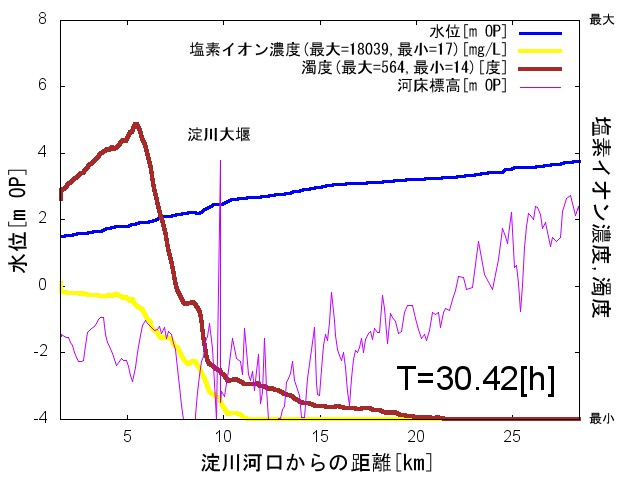 水位[m OP]
塩素イオン濃度(最大=18039,最小=17)[mg/L]
濁度(最大=564,最小=14)[度]
河床標高[m OP]
最大
8
6
4
2
0
-2
-4
水位[m OP]
淀川大堰
塩素イオン濃度,濁度
T=30.42[h]
最小
5 10 15 20 25
淀川河口からの距離[km]